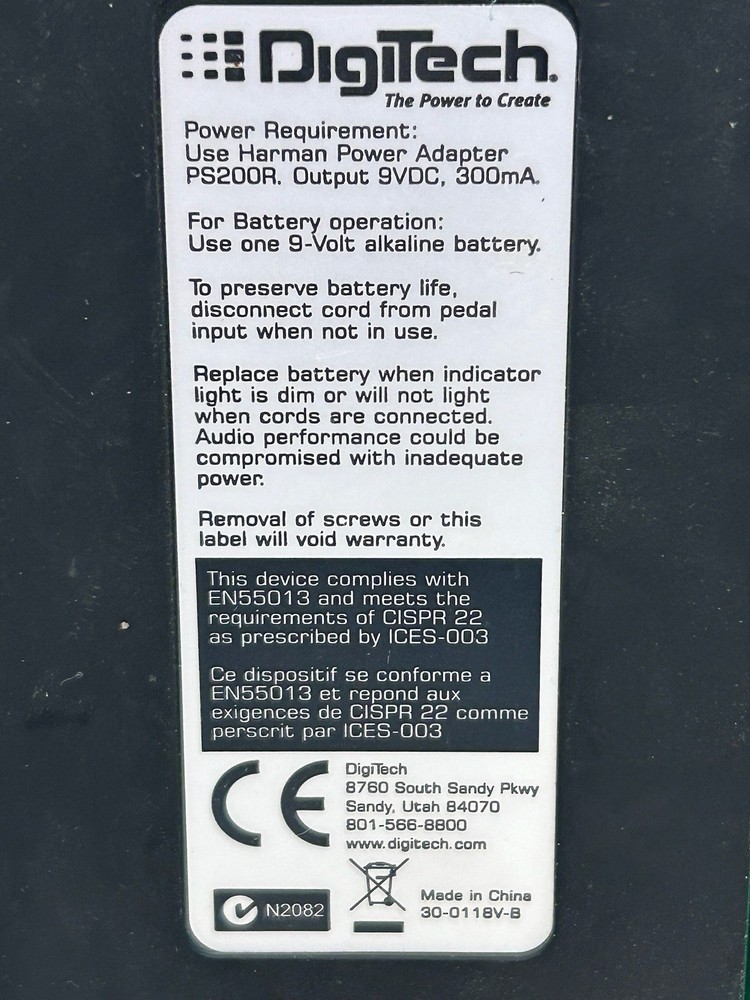 DigiTech.
The Power to Create
Power Requirement:
Use Harman Power Adapter
PS200R. Output 9VDC, 300mA.
For Battery operation:
Use one 9-Volt alkaline battery.
To preserve battery life,
disconnect cord from pedal
input when not in use.
Replace battery when indicator
light is dim or will not light
when cords are connected.
Audio performance could be
compromised with inadequate
power.
Removal of screws or this
label will void warranty.
This device complies with
EN55013 and meets the
requirements of CISPR 22
as prescribed by ICES-003
Ce dispositif se conforme a
EN55013 et repond aux
exigences de CISPR 22 comme
perscrit par ICES-003
CE
DigiTech
8760 South Sandy Pkwy
Sandy, Utah 84070
801-566-8800
www.digitech.com
N2082
Made in China
30-0118V-B